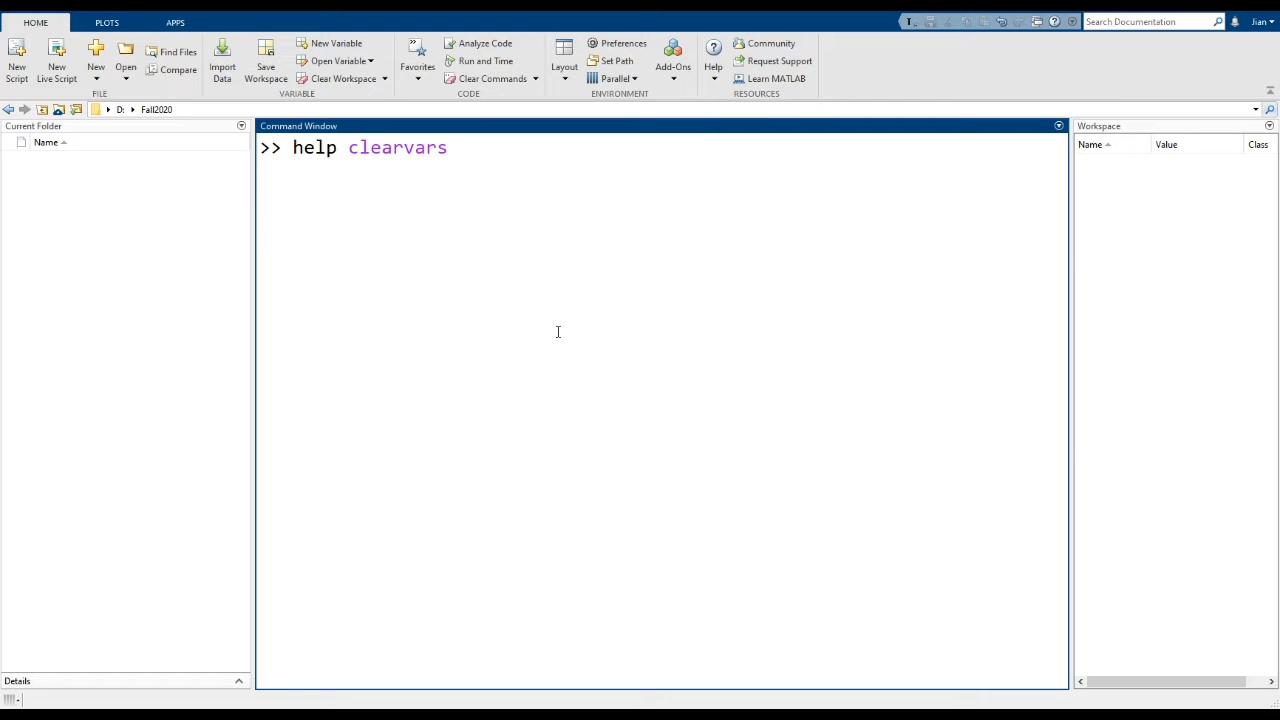 HOME PLOTS APPS Search Documentation Jian
New Script
New Live Script
New
Open
Find Files
Compare
FILE
Import Data
Save Workspace
New Variable
Open Variable
Clear Workspace
VARIABLE
Favorites
Analyze Code
Run and Time
Clear Commands
CODE
Layout
Preferences
Set Path
Parallel
Add-Ons
ENVIRONMENT
Help
Community
Request Support
Learn MATLAB
RESOURCES
D: Fall2020
Current Folder
Name
Details
Command Window
>> help clearvars
Workspace
Name Value Class